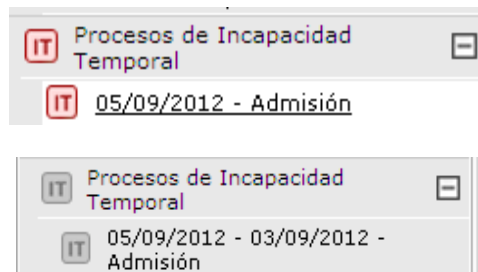 IT Procesos de Incapacidad
Temporal
IT 05/09/2012 - Admisión
IT Procesos de Incapacidad
Temporal
IT 05/09/2012 - 03/09/2012 -
Admisión